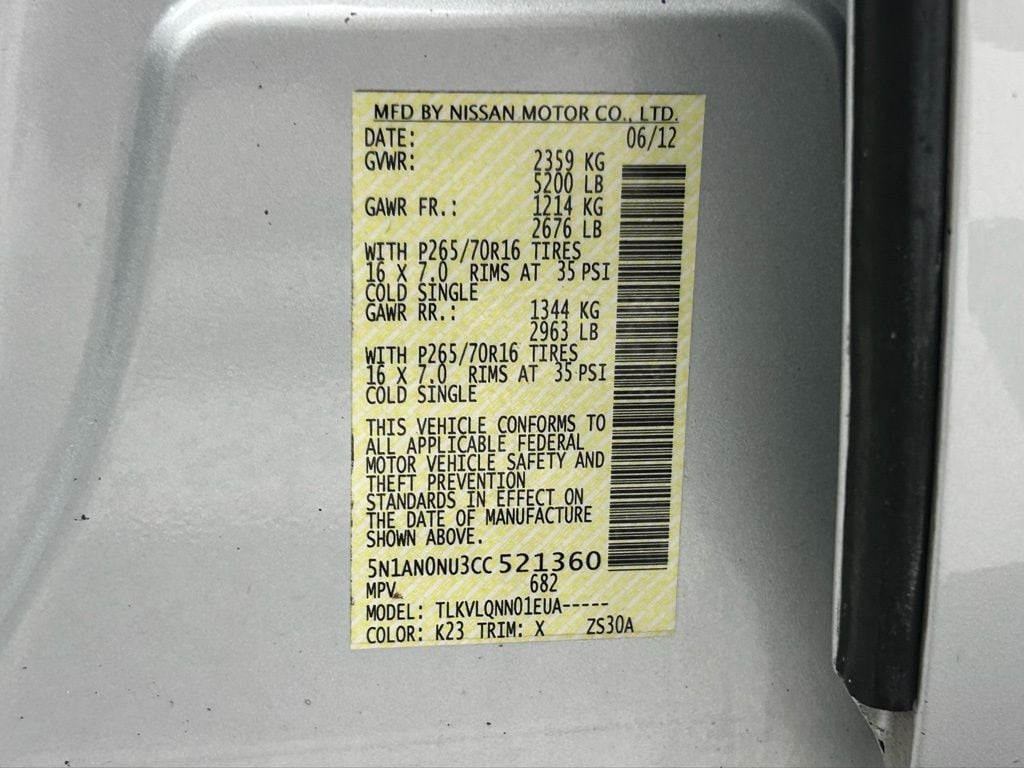 MFD BY NISSAN MOTOR CO., LTD.
DATE: 06/12
GVWR: 2359 KG
5200 LB
GAWR FR.: 1214 KG
2676 LB
WITH P265/70R16 TIRES
16 X 7.0 RIMS AT 35 PSI
COLD SINGLE
GAWR RR.: 1344 KG
2963 LB
WITH P265/70R16 TIRES
16 X 7.0 RIMS AT 35 PSI
COLD SINGLE
THIS VEHICLE CONFORMS TO
ALL APPLICABLE FEDERAL
MOTOR VEHICLE SAFETY AND
THEFT PREVENTION
STANDARDS IN EFFECT ON
THE DATE OF MANUFACTURE
SHOWN ABOVE.
5N1AN0NU3CC 521360
MPV 682
MODEL: TLKVLQNN01EUA-----
COLOR: K23 TRIM: X ZS30A